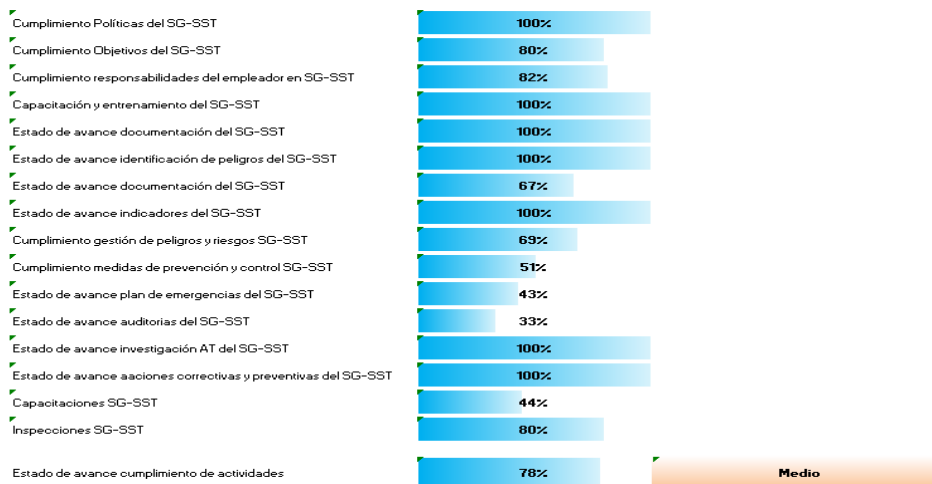 Cumplimiento Políticas del SG-SST 100%
Cumplimiento Objetivos del SG-SST 80%
Cumplimiento responsabilidades del empleador en SG-SST 82%
Capacitación y entrenamiento del SG-SST 100%
Estado de avance documentación del SG-SST 100%
Estado de avance identificación de peligros del SG-SST 100%
Estado de avance documentación del SG-SST 67%
Estado de avance indicadores del SG-SST 100%
Cumplimiento gestión de peligros y riesgos SG-SST 69%
Cumplimiento medidas de prevención y control SG-SST 51%
Estado de avance plan de emergencias del SG-SST 43%
Estado de avance auditorias del SG-SST 33%
Estado de avance investigación AT del SG-SST 100%
Estado de avance aaciones correctivas y preventivas del SG-SST 100%
Capacitaciones SG-SST 44%
Inspecciones SG-SST 80%
Estado de avance cumplimiento de actividades 78% Medio